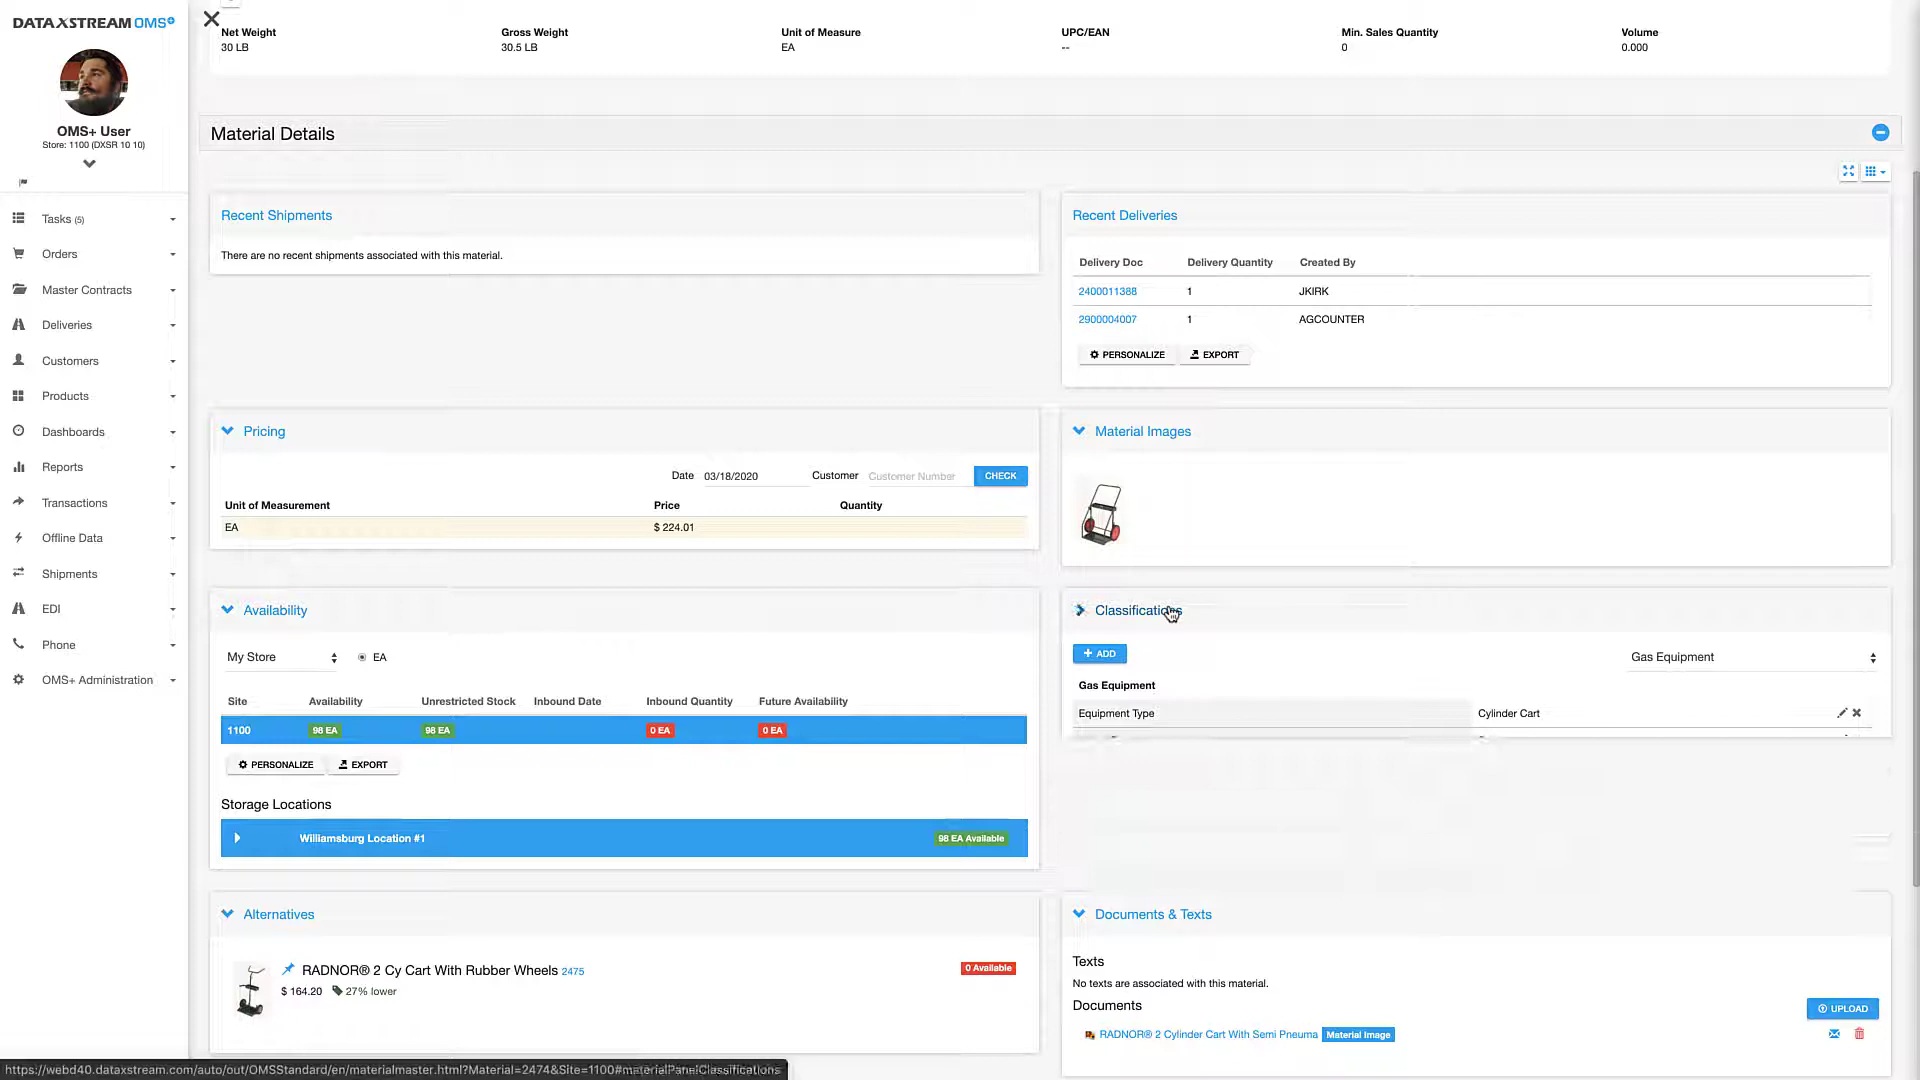 DATAXSTREAM OMS+
OMS+ User
Store: 1100 (DXSR 10 10)
Tasks (5)
Orders
Master Contracts
Deliveries
Customers
Products
Dashboards
Reports
Transactions
Offline Data
Shipments
EDI
Phone
OMS+ Administration
Net Weight Gross Weight Unit of Measure UPC/EAN Min. Sales Quantity Volume
30 LB 30.5 LB EA -- 0 0.000
Material Details
Recent Shipments
There are no recent shipments associated with this material.
Recent Deliveries
Delivery Doc Delivery Quantity Created By
2400011388 1 JKIRK
2900004007 1 AGCOUNTER
PERSONALIZE EXPORT
Pricing
Date 03/18/2020 Customer Customer Number CHECK
Unit of Measurement Price Quantity
EA $ 224.01
Material Images
Availability
My Store EA
Site Availability Unrestricted Stock Inbound Date Inbound Quantity Future Availability
1100 98 EA 98 EA 0 EA 0 EA
PERSONALIZE EXPORT
Storage Locations
Williamsburg Location #1 98 EA Available
Classifications
+ ADD Gas Equipment
Gas Equipment
Equipment Type Cylinder Cart
Alternatives
RADNOR® 2 Cy Cart With Rubber Wheels 2475 0 Available
$ 164.20 27% lower
Documents & Texts
Texts
No texts are associated with this material.
Documents
UPLOAD
RADNOR® 2 Cylinder Cart With Semi Pneuma Material Image
https://webd40.dataxstream.com/auto/out/OMSStandard/en/materialmaster.html?Material=2474&Site=1100#materialPanelClassifications